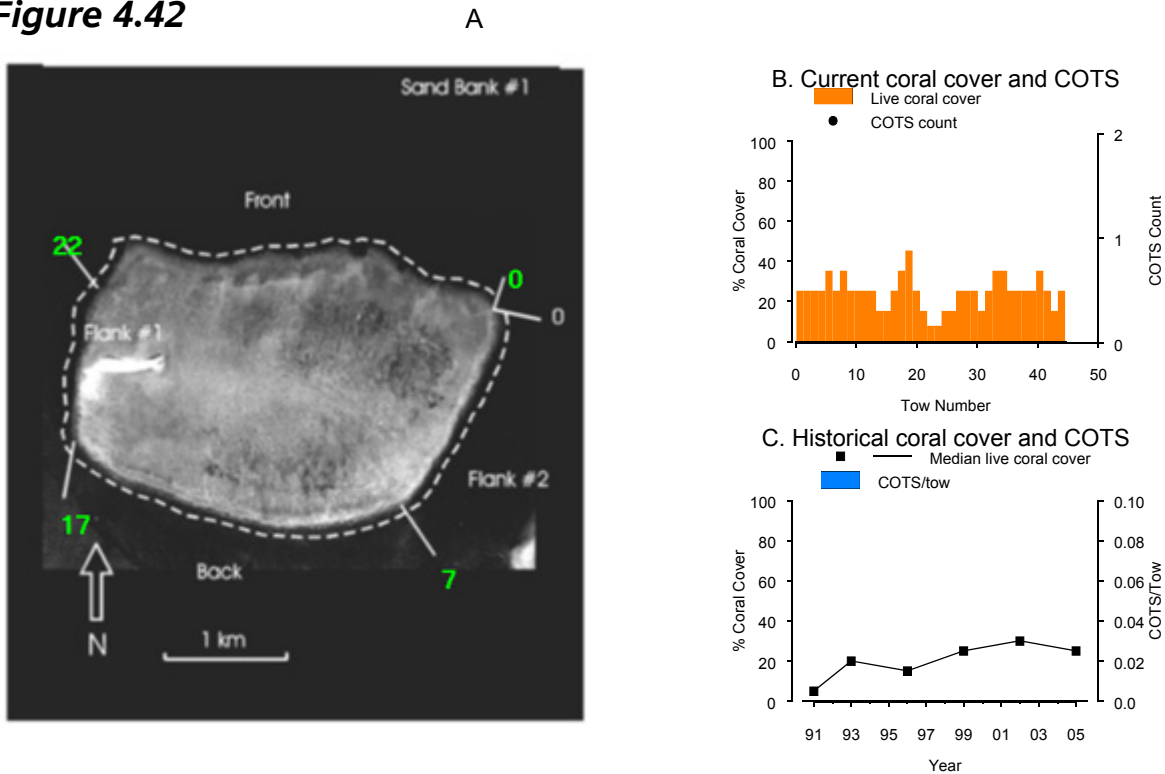 Figure 4.42
A
Sand Bank #1
Front
22
0
0
Flank #1
Flank #2
17
7
Back
N
1 km
B. Current coral cover and COTS
Live coral cover
COTS count
100
80
60
40
20
0
% Coral Cover
2
1
0
COTS Count
0 10 20 30 40 50
Tow Number
C. Historical coral cover and COTS
Median live coral cover
COTS/tow
100
80
60
40
20
0
% Coral Cover
0.10
0.08
0.06
0.04
0.02
0.0
COTS/Tow
91 93 95 97 99 01 03 05
Year